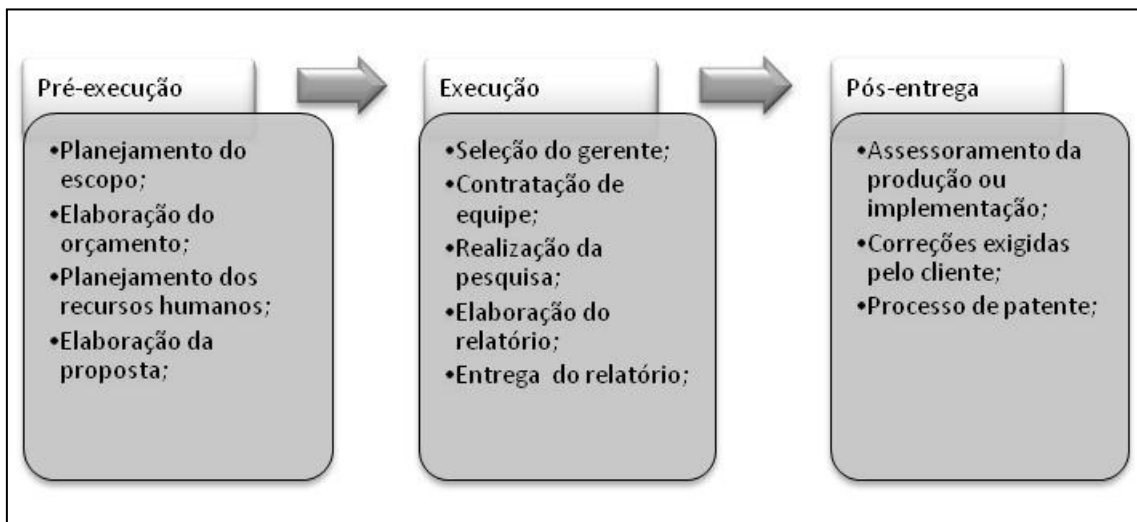 Pré-execução
•Planejamento do
escopo;
•Elaboração do
orçamento;
•Planejamento dos
recursos humanos;
•Elaboração da
proposta;
Execução
•Seleção do gerente;
•Contratação de
equipe;
•Realização da
pesquisa;
•Elaboração do
relatório;
•Entrega do relatório;
Pós-entrega
•Assessoramento da
produção ou
implementação;
•Correções exigidas
pelo cliente;
•Processo de patente;